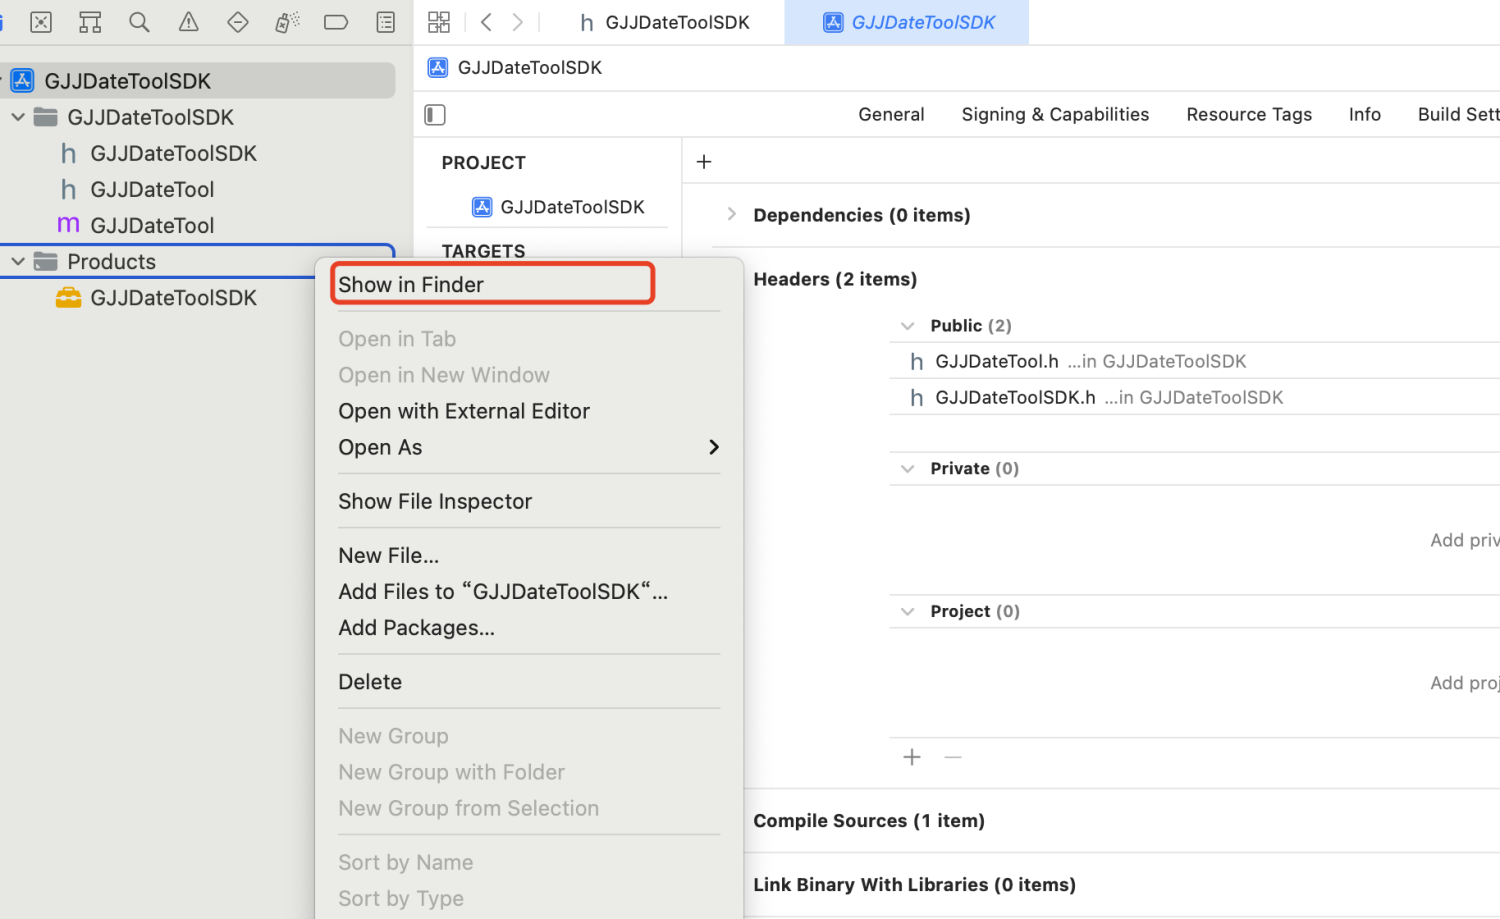 GJJDateToolSDK
GJJDateToolSDK
GJJDateToolSDK
GJJDateToolSDK
GJJDateToolSDK
General
Signing & Capabilities
Resource Tags
Info
Build Sett
GJJDateToolSDK
GJJDateToolSDK
GJJDateTool
GJJDateTool
Products
GJJDateToolSDK
PROJECT
GJJDateToolSDK
TARGETS
Show in Finder
Open in Tab
Open in New Window
Open with External Editor
Open As
Show File Inspector
New File...
Add Files to “GJJDateToolSDK“...
Add Packages...
Delete
New Group
New Group with Folder
New Group from Selection
Sort by Name
Sort by Type
Dependencies (0 items)
Headers (2 items)
Public (2)
GJJDateTool.h ...in GJJDateToolSDK
GJJDateToolSDK.h ...in GJJDateToolSDK
Private (0)
Add priv
Project (0)
Add proj
Compile Sources (1 item)
Link Binary With Libraries (0 items)